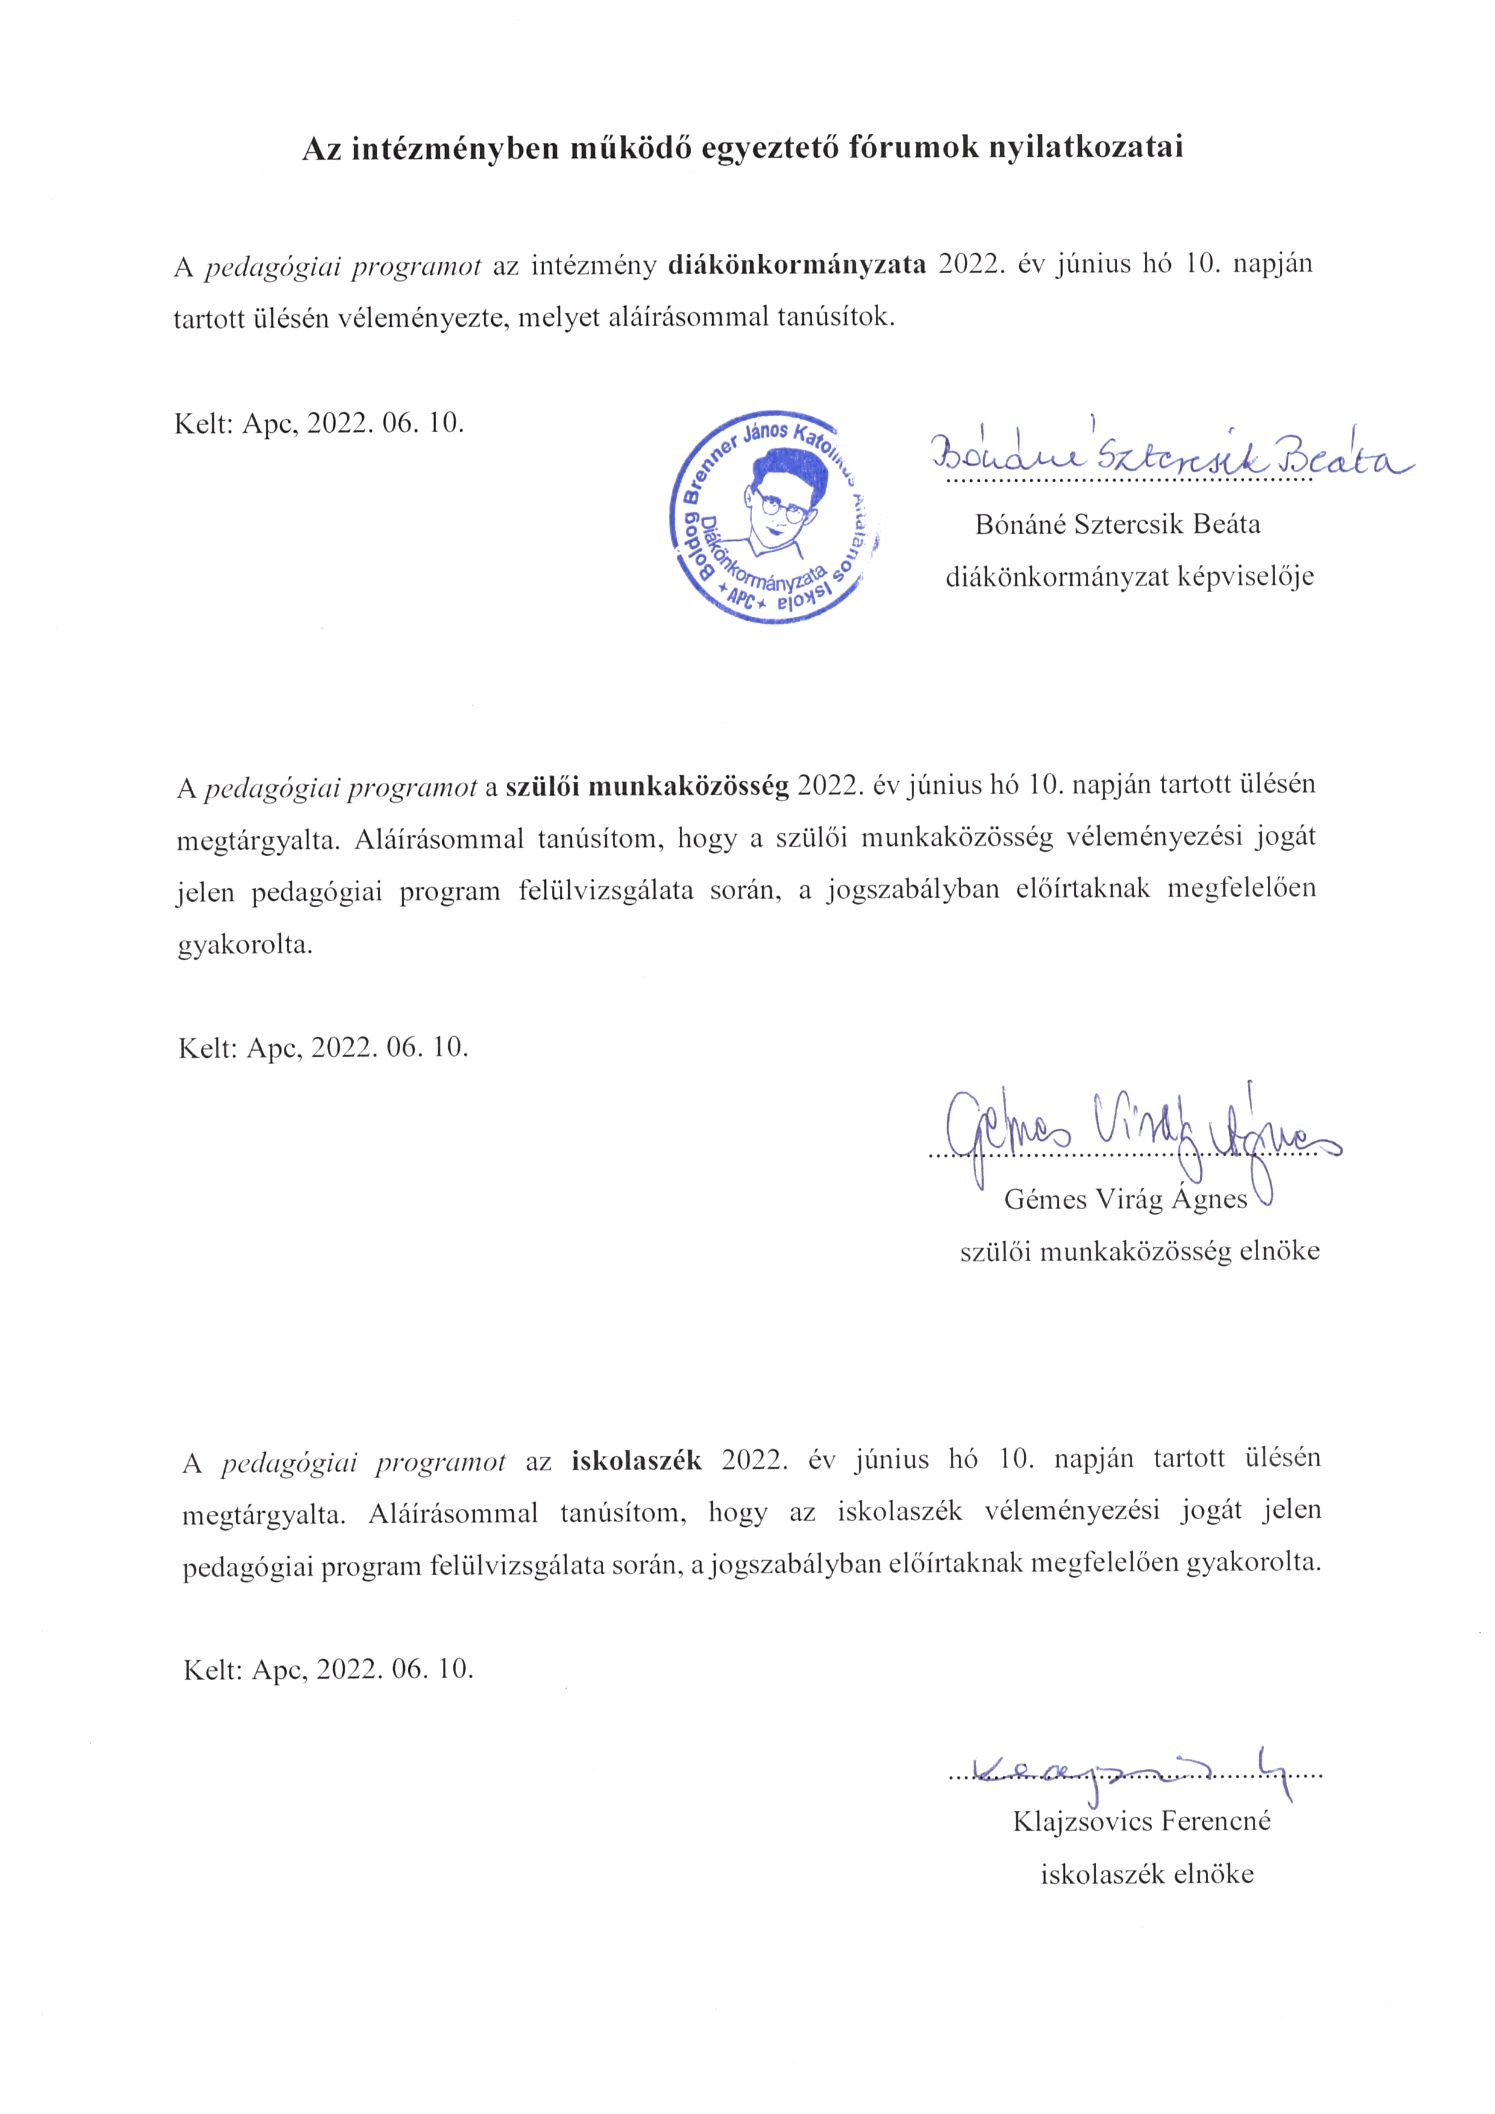 Az intézményben működő egyeztető fórumok nyilatkozatai
A pedagógiai programot az intézmény diákönkormányzata 2022. év június hó 10. napján
tartott ülésén véleményezte, melyet aláírásommal tanúsítok.
Kelt: Apc, 2022. 06. 10.
Boldog Brenner János Katolikus Általános Iskola
Diákönkormányzata
APC
Bónáné Sztercsik Beáta
Bónáné Sztercsik Beáta
diákönkormányzat képviselője
A pedagógiai programot a szülői munkaközösség 2022. év június hó 10. napján tartott ülésén
megtárgyalta. Aláírásommal tanúsítom, hogy a szülői munkaközösség véleményezési jogát
jelen pedagógiai program felülvizsgálata során, a jogszabályban előírtaknak megfelelően
gyakorolta.
Kelt: Apc, 2022. 06. 10.
Gémes Virág Ágnes
Gémes Virág Ágnes
szülői munkaközösség elnöke
A pedagógiai programot az iskolaszék 2022. év június hó 10. napján tartott ülésén
megtárgyalta. Aláírásommal tanúsítom, hogy az iskolaszék véleményezési jogát jelen
pedagógiai program felülvizsgálata során, a jogszabályban előírtaknak megfelelően gyakorolta.
Kelt: Apc, 2022. 06. 10.
Klajzsovics Ferencné
iskolaszék elnöke